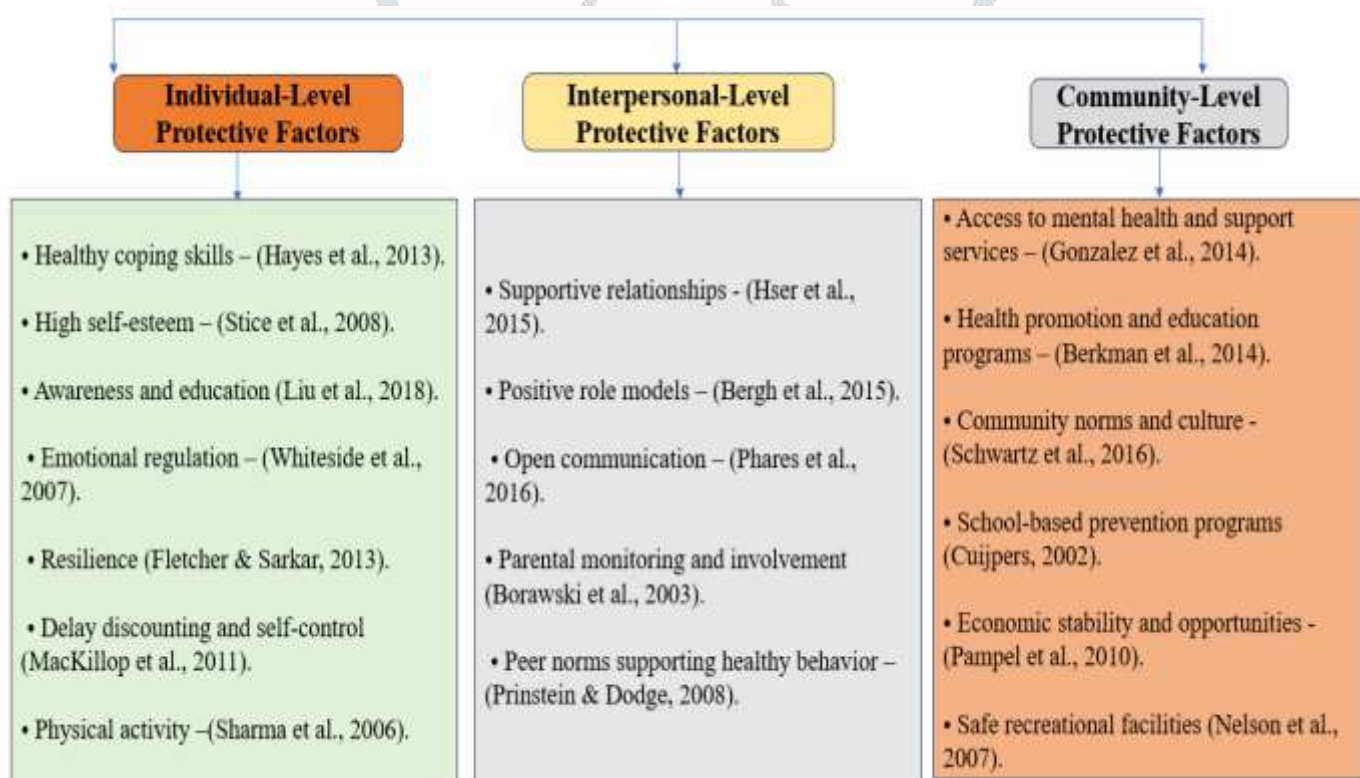 Individual-Level
Protective Factors
Interpersonal-Level
Protective Factors
Community-Level
Protective Factors
• Healthy coping skills – (Hayes et al., 2013).
• High self-esteem – (Stice et al., 2008).
• Awareness and education (Liu et al., 2018).
• Emotional regulation – (Whiteside et al.,
2007).
• Resilience (Fletcher & Sarkar, 2013).
• Delay discounting and self-control
(MacKillop et al., 2011).
• Physical activity –(Sharma et al., 2006).
• Supportive relationships - (Hser et al.,
2015).
• Positive role models – (Bergh et al., 2015).
• Open communication – (Phares et al.,
2016).
• Parental monitoring and involvement
(Borawski et al., 2003).
• Peer norms supporting healthy behavior –
(Prinstein & Dodge, 2008).
• Access to mental health and support
services – (Gonzalez et al., 2014).
• Health promotion and education
programs – (Berkman et al., 2014).
• Community norms and culture -
(Schwartz et al., 2016).
• School-based prevention programs
(Cuijpers, 2002).
• Economic stability and opportunities -
(Pampel et al., 2010).
• Safe recreational facilities (Nelson et al.,
2007).